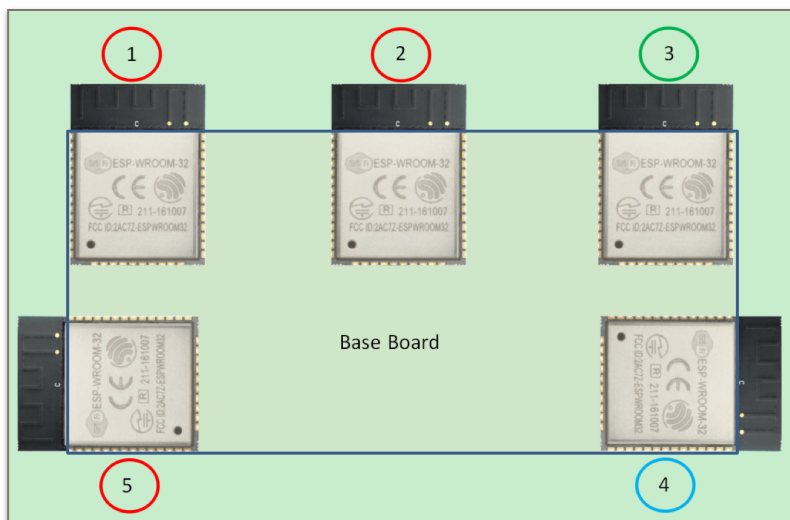 1
2
3
C
ESP-WROOM-32
CE
R 211-161007
FCC ID:2AC7Z-ESPWROOM32
C
ESP-WROOM-32
CE
R 211-161007
FCC ID:2AC7Z-ESPWROOM32
C
ESP-WROOM-32
CE
R 211-161007
FCC ID:2AC7Z-ESPWROOM32
C
ESP-WROOM-32
CE
R 211-161007
FCC ID:2AC7Z-ESPWROOM32
Base Board
C
ESP-WROOM-32
CE
R 211-161007
FCC ID:2AC7Z-ESPWROOM32
5
4